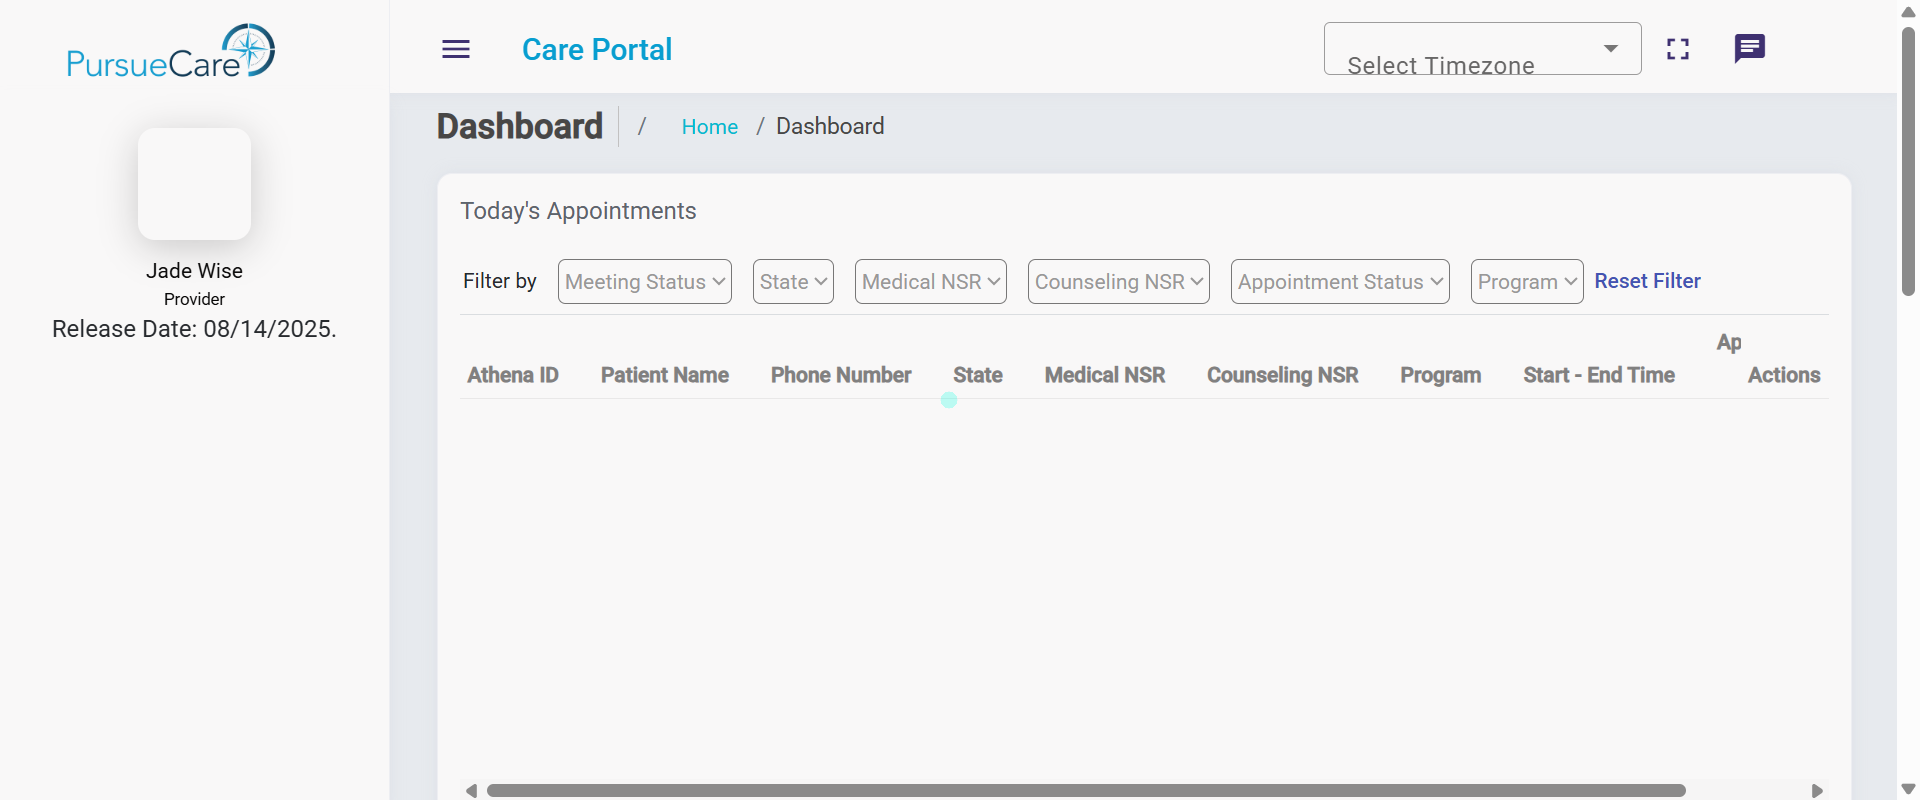 PursueCare
Jade Wise
Provider
Release Date: 08/14/2025.
Care Portal
Select Timezone
Dashboard / Home / Dashboard
Today's Appointments
Filter by Meeting Status State Medical NSR Counseling NSR Appointment Status Program Reset Filter
Athena ID Patient Name Phone Number State Medical NSR Counseling NSR Program Start - End Time Ap Actions